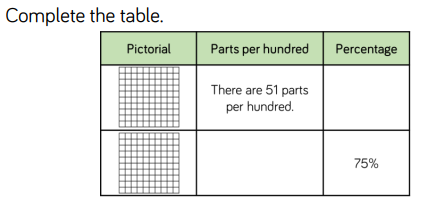 Complete the table.
Pictorial
Parts per hundred
Percentage
There are 51 parts
per hundred.
75%